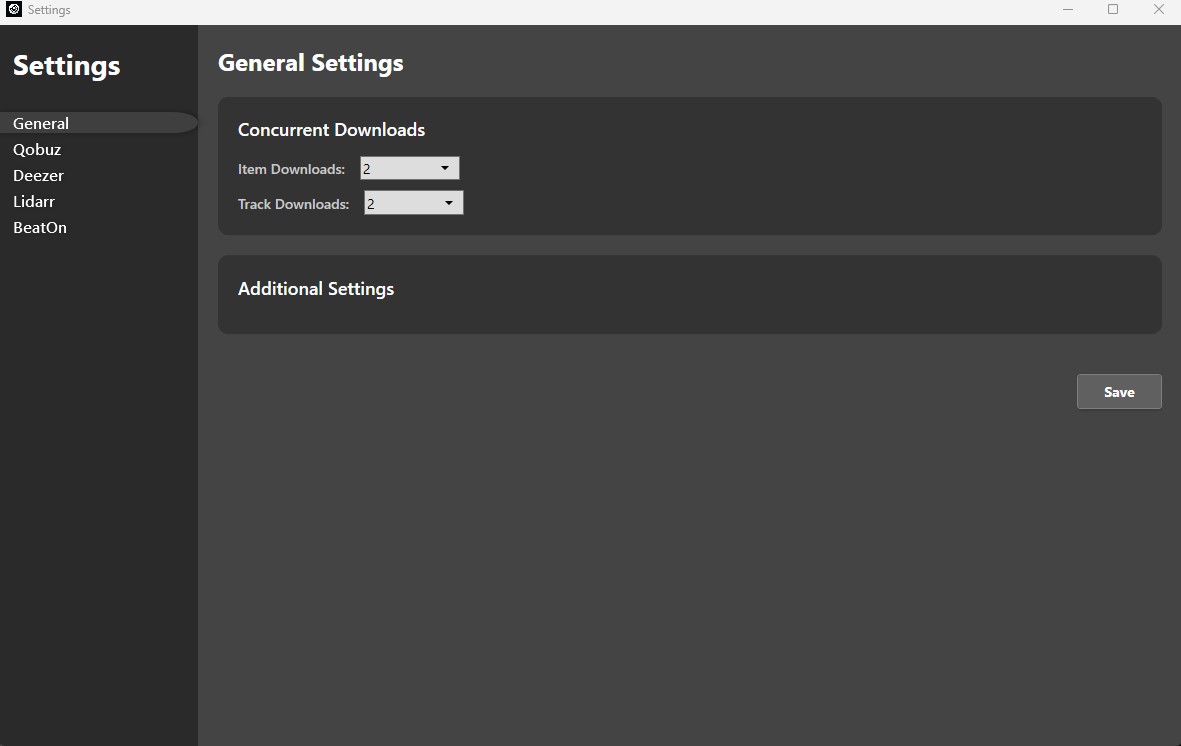 Settings
Settings
General
Qobuz
Deezer
Lidarr
BeatOn
General Settings
Concurrent Downloads
Item Downloads: 2
Track Downloads: 2
Additional Settings
Save